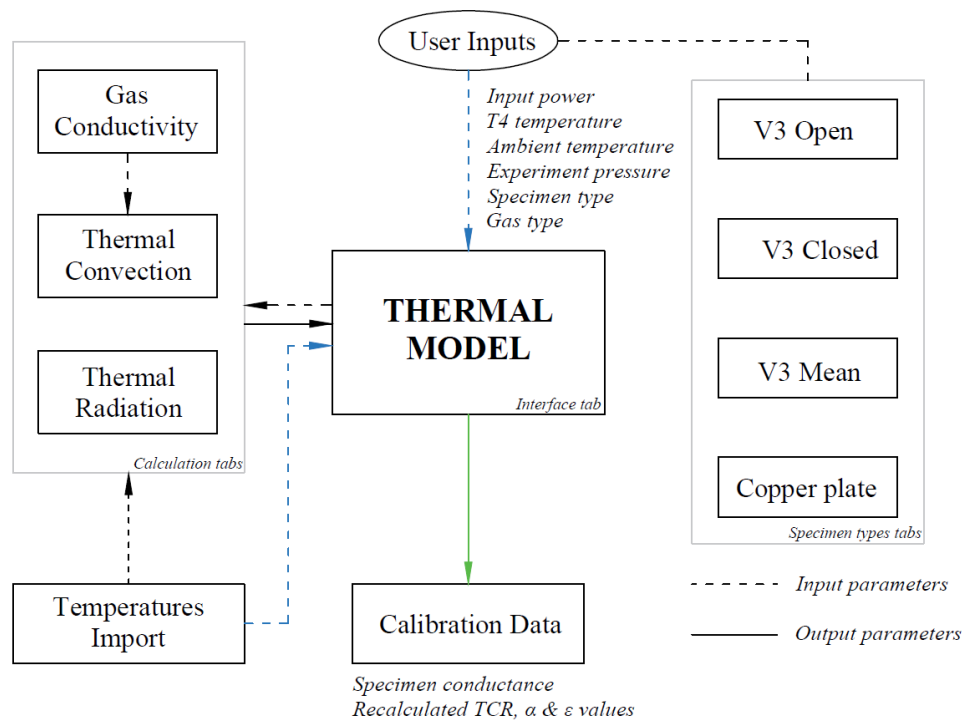 User Inputs
Gas
Conductivity
Thermal
Convection
Thermal
Radiation
Calculation tabs
Input power
T4 temperature
Ambient temperature
Experiment pressure
Specimen type
Gas type
THERMAL
MODEL
Interface tab
V3 Open
V3 Closed
V3 Mean
Copper plate
Specimen types tabs
Temperatures
Import
Calibration Data
Specimen conductance
Recalculated TCR, α & ε values
Input parameters
Output parameters